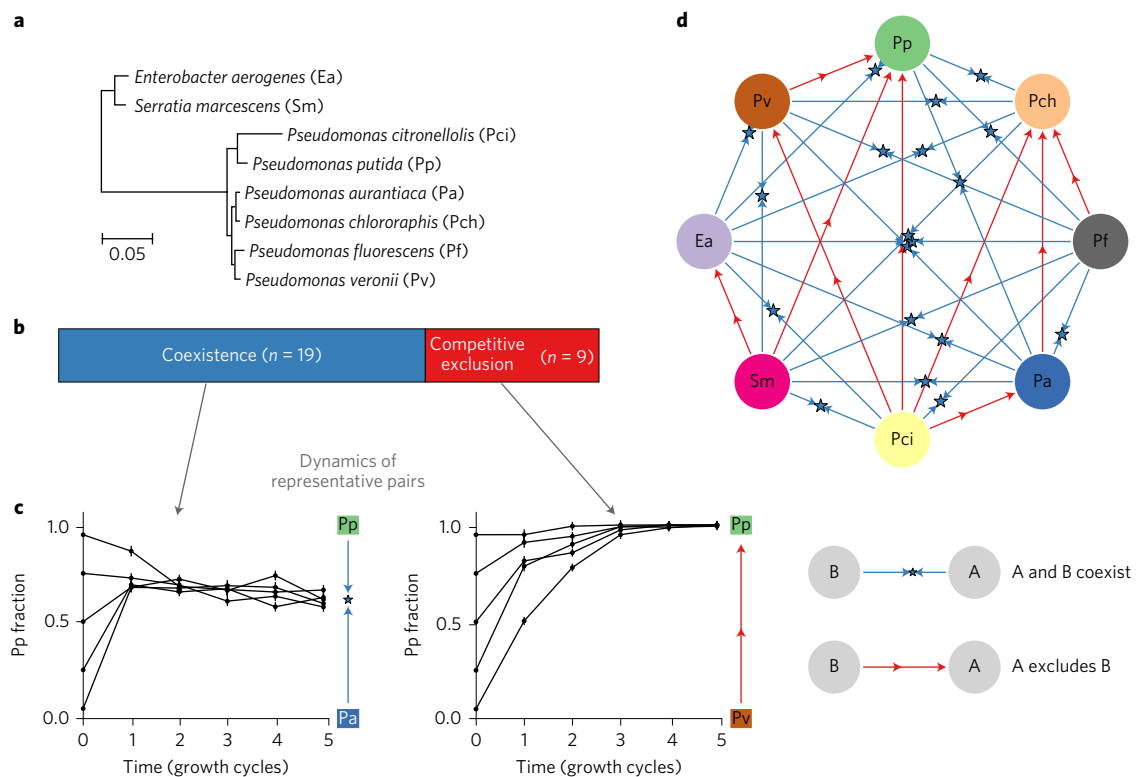 a
Enterobacter aerogenes (Ea)
Serratia marcescens (Sm)
Pseudomonas citronellolis (Pci)
Pseudomonas putida (Pp)
Pseudomonas aurantiaca (Pa)
Pseudomonas chlororaphis (Pch)
Pseudomonas fluorescens (Pf)
Pseudomonas veronii (Pv)
0.05
b
Coexistence (n = 19)
Competitive
exclusion
(n = 9)
Dynamics of
representative pairs
c
Pp fraction
1.0
0.5
0.0
0 1 2 3 4 5
Time (growth cycles)
Pp
Pa
Pp fraction
1.0
0.5
0.0
0 1 2 3 4 5
Time (growth cycles)
Pp
Pv
d
Pp
Pv
Pch
Ea
Pf
Sm
Pa
Pci
B A A and B coexist
B A A excludes B